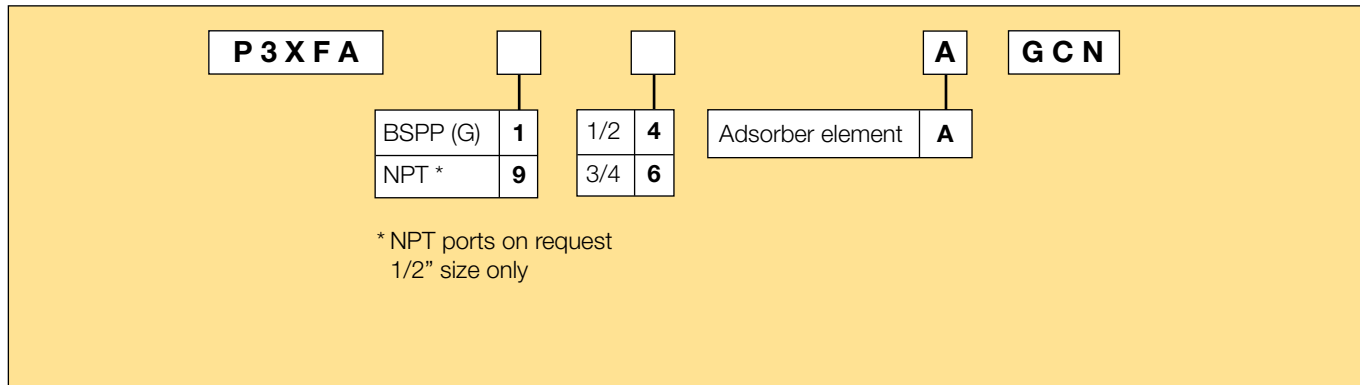 P3XFA A GCN
BSPP (G) 1 1/2 4 Adsorber element A
NPT * 9 3/4 6
* NPT ports on request
1/2” size only